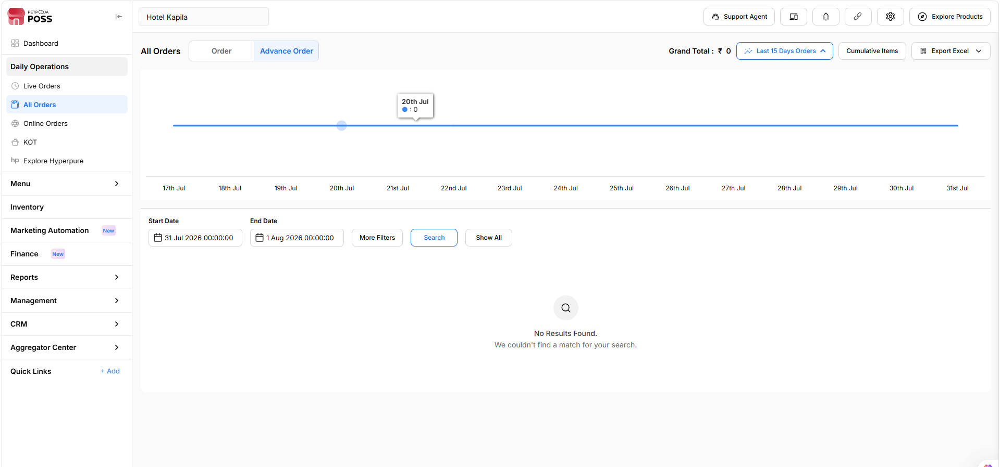 PETPOOJA
POSS
Hotel Kapila
Support Agent
Explore Products
Dashboard
Daily Operations
Live Orders
All Orders
Online Orders
KOT
hp Explore Hyperpure
Menu
Inventory
Marketing Automation New
Finance New
Reports
Management
CRM
Aggregator Center
Quick Links + Add
All Orders Order Advance Order
Grand Total : ₹ 0 Last 15 Days Orders Cumulative Items Export Excel
20th Jul
: 0
17th Jul 18th Jul 19th Jul 20th Jul 21st Jul 22nd Jul 23rd Jul 24th Jul 25th Jul 26th Jul 27th Jul 28th Jul 29th Jul 30th Jul 31st Jul
Start Date End Date
31 Jul 2026 00:00:00 1 Aug 2026 00:00:00 More Filters Search Show All
No Results Found.
We couldn't find a match for your search.